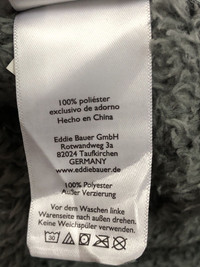 100% poliéster
exclusivo de adorno
Hecho en China
Eddie Bauer GmbH
Rotwandweg 3a
82024 Taufkirchen
GERMANY
www.eddiebauer.de
100% Polyester
Außer Verzierung
Vor dem Waschen linke
Warenseite nach außen drehen.
Keine Weichspüler verwenden.
30